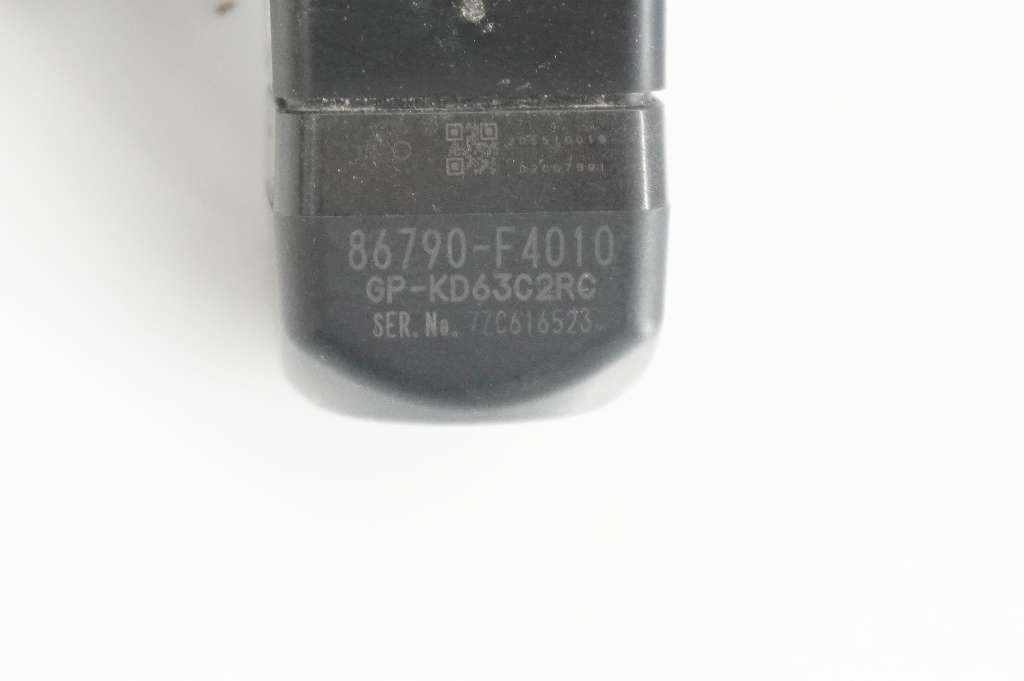 86790-F4010
GP-KD63C2RC
SER.No. 7ZC616523